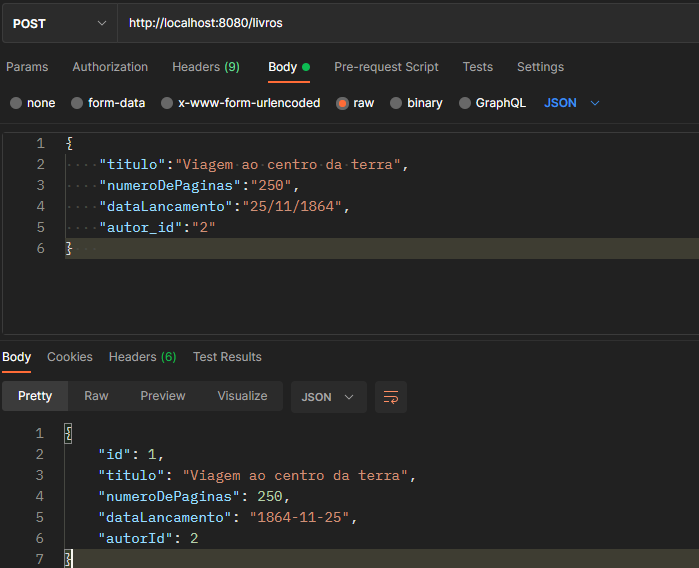 POST http://localhost:8080/livros
Params Authorization Headers (9) Body Pre-request Script Tests Settings
none form-data x-www-form-urlencoded raw binary GraphQL JSON
1 {
2 "titulo":"Viagem ao centro da terra",
3 "numeroDePaginas":"250",
4 "dataLancamento":"25/11/1864",
5 "autor_id":"2"
6 }
Body Cookies Headers (6) Test Results
Pretty Raw Preview Visualize JSON
1 {
2 "id": 1,
3 "titulo": "Viagem ao centro da terra",
4 "numeroDePaginas": 250,
5 "dataLancamento": "1864-11-25",
6 "autorId": 2
7 }